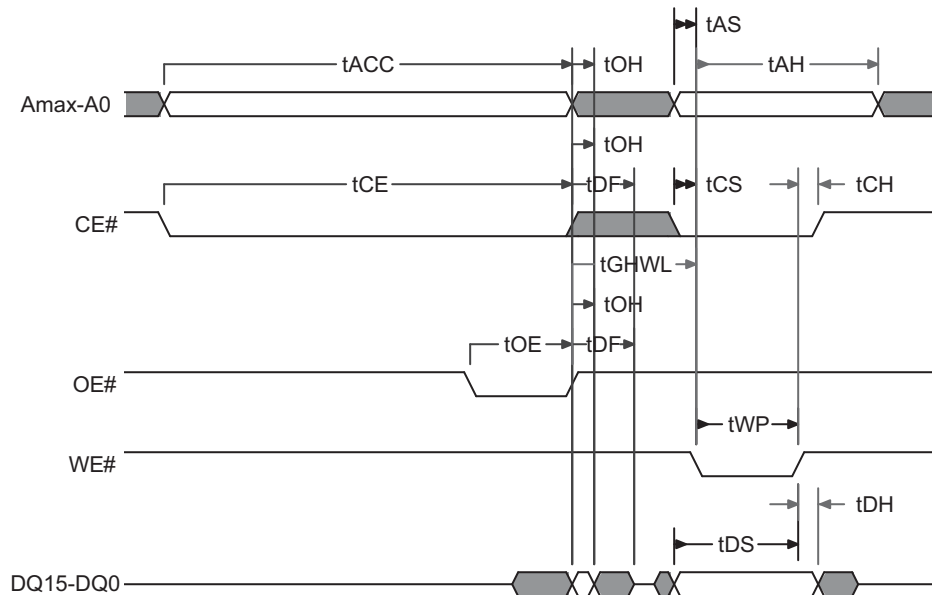 tAS
tACC tOH tAH
Amax-A0
tOH
tCE tDF tCS tCH
CE#
tGHWL
tOH
tOE tDF
OE#
tWP
WE#
tDH
tDS
DQ15-DQ0